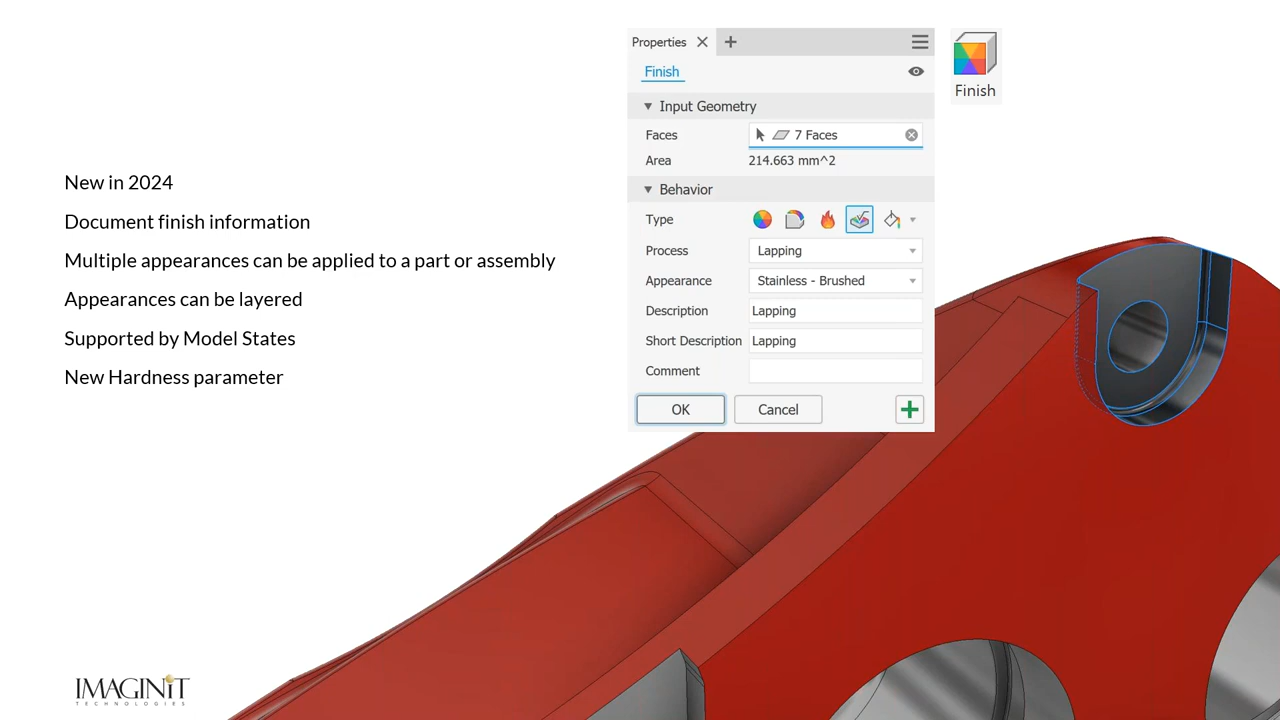 New in 2024
Document finish information
Multiple appearances can be applied to a part or assembly
Appearances can be layered
Supported by Model States
New Hardness parameter
Properties
Finish
Input Geometry
Faces 7 Faces
Area 214.663 mm^2
Behavior
Type
Process Lapping
Appearance Stainless - Brushed
Description Lapping
Short Description Lapping
Comment
OK Cancel
Finish
IMAGINiT
TECHNOLOGIES